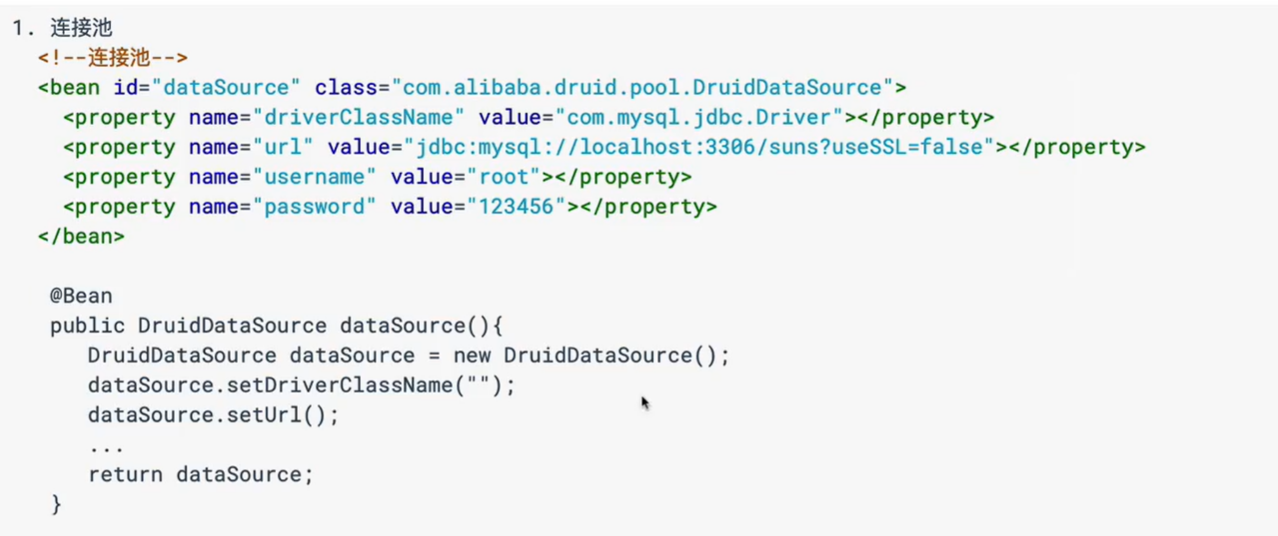 1. 连接池
<!--连接池-->
<bean id="dataSource" class="com.alibaba.druid.pool.DruidDataSource">
<property name="driverClassName" value="com.mysql.jdbc.Driver"></property>
<property name="url" value="jdbc:mysql://localhost:3306/suns?useSSL=false"></property>
<property name="username" value="root"></property>
<property name="password" value="123456"></property>
</bean>
@Bean
public DruidDataSource dataSource(){
DruidDataSource dataSource = new DruidDataSource();
dataSource.setDriverClassName("");
dataSource.setUrl();
...
return dataSource;
}